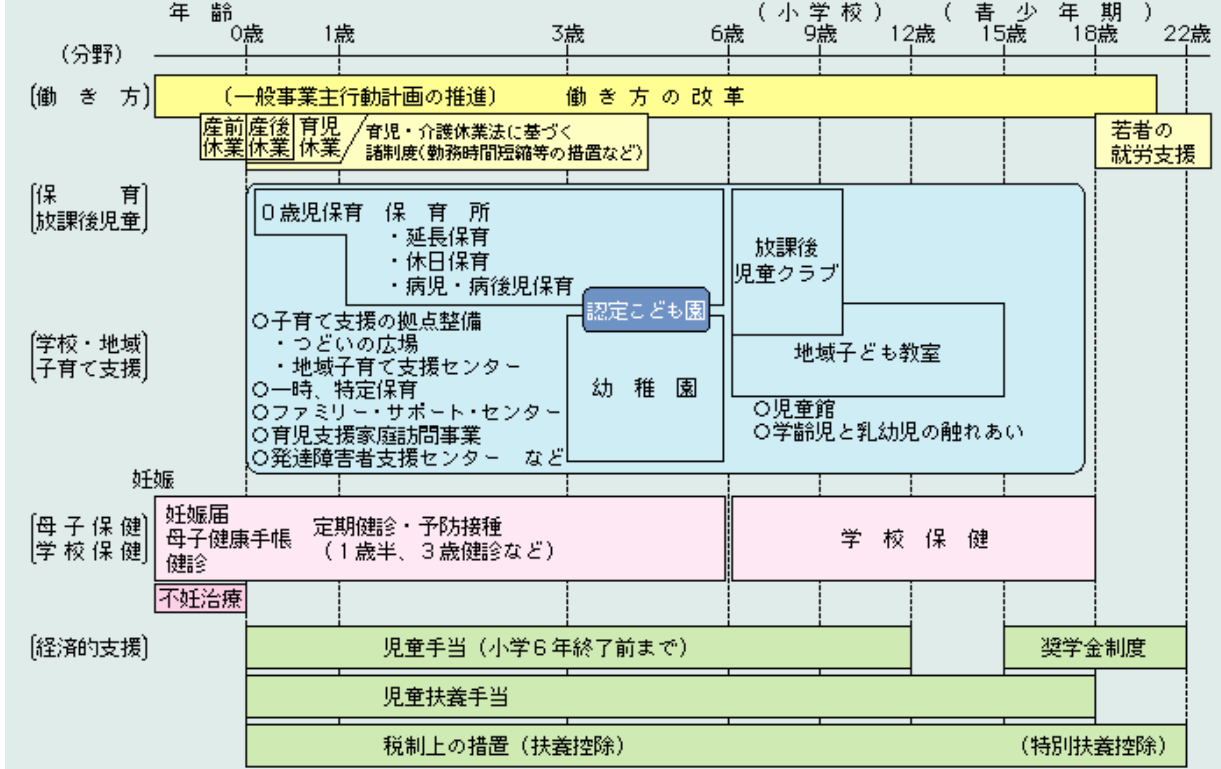 年　齢
（小学校）
（青少年期）
0歳
1歳
3歳
6歳
9歳
12歳
15歳
18歳
22歳
（分野）
〔働　き　方〕
（一般事業主行動計画の推進）　働き方の改革
産前
休業
産後
休業
育児
休業
育児・介護休業法に基づく
諸制度(勤務時間短縮等の措置など)
若者の
就労支援
〔保　　　育
放課後児童〕
０歳児保育　保　育　所
・延長保育
・休日保育
・病児・病後児保育
放課後
児童クラブ
認定こども園
〔学校・地域
子育て支援〕
○子育て支援の拠点整備
・つどいの広場
・地域子育て支援センター
○一時、特定保育
○ファミリー・サポート・センター
○育児支援家庭訪問事業
○発達障害者支援センター　など
幼　稚　園
地域子ども教室
○児童館
○学齢児と乳幼児の触れあい
妊娠
〔母子保健
学校保健〕
妊娠届
母子健康手帳
健診
定期健診・予防接種
（１歳半、３歳健診など）
学　校　保　健
不妊治療
〔経済的支援〕
児童手当（小学６年終了前まで）
奨学金制度
児童扶養手当
税制上の措置（扶養控除）
（特別扶養控除）